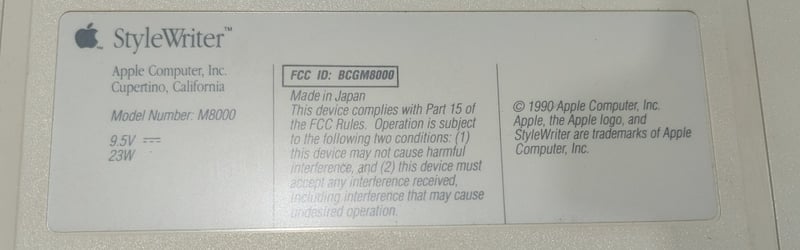 StyleWriter™
Apple Computer, Inc.
Cupertino, California
Model Number: M8000
9.5V
23W
FCC ID: BCGM8000
Made in Japan
This device complies with Part 15 of
the FCC Rules. Operation is subject
to the following two conditions: (1)
this device may not cause harmful
interference, and (2) this device must
accept any interference received,
including interference that may cause
undesired operation.
© 1990 Apple Computer, Inc.
Apple, the Apple logo, and
StyleWriter are trademarks of Apple
Computer, Inc.